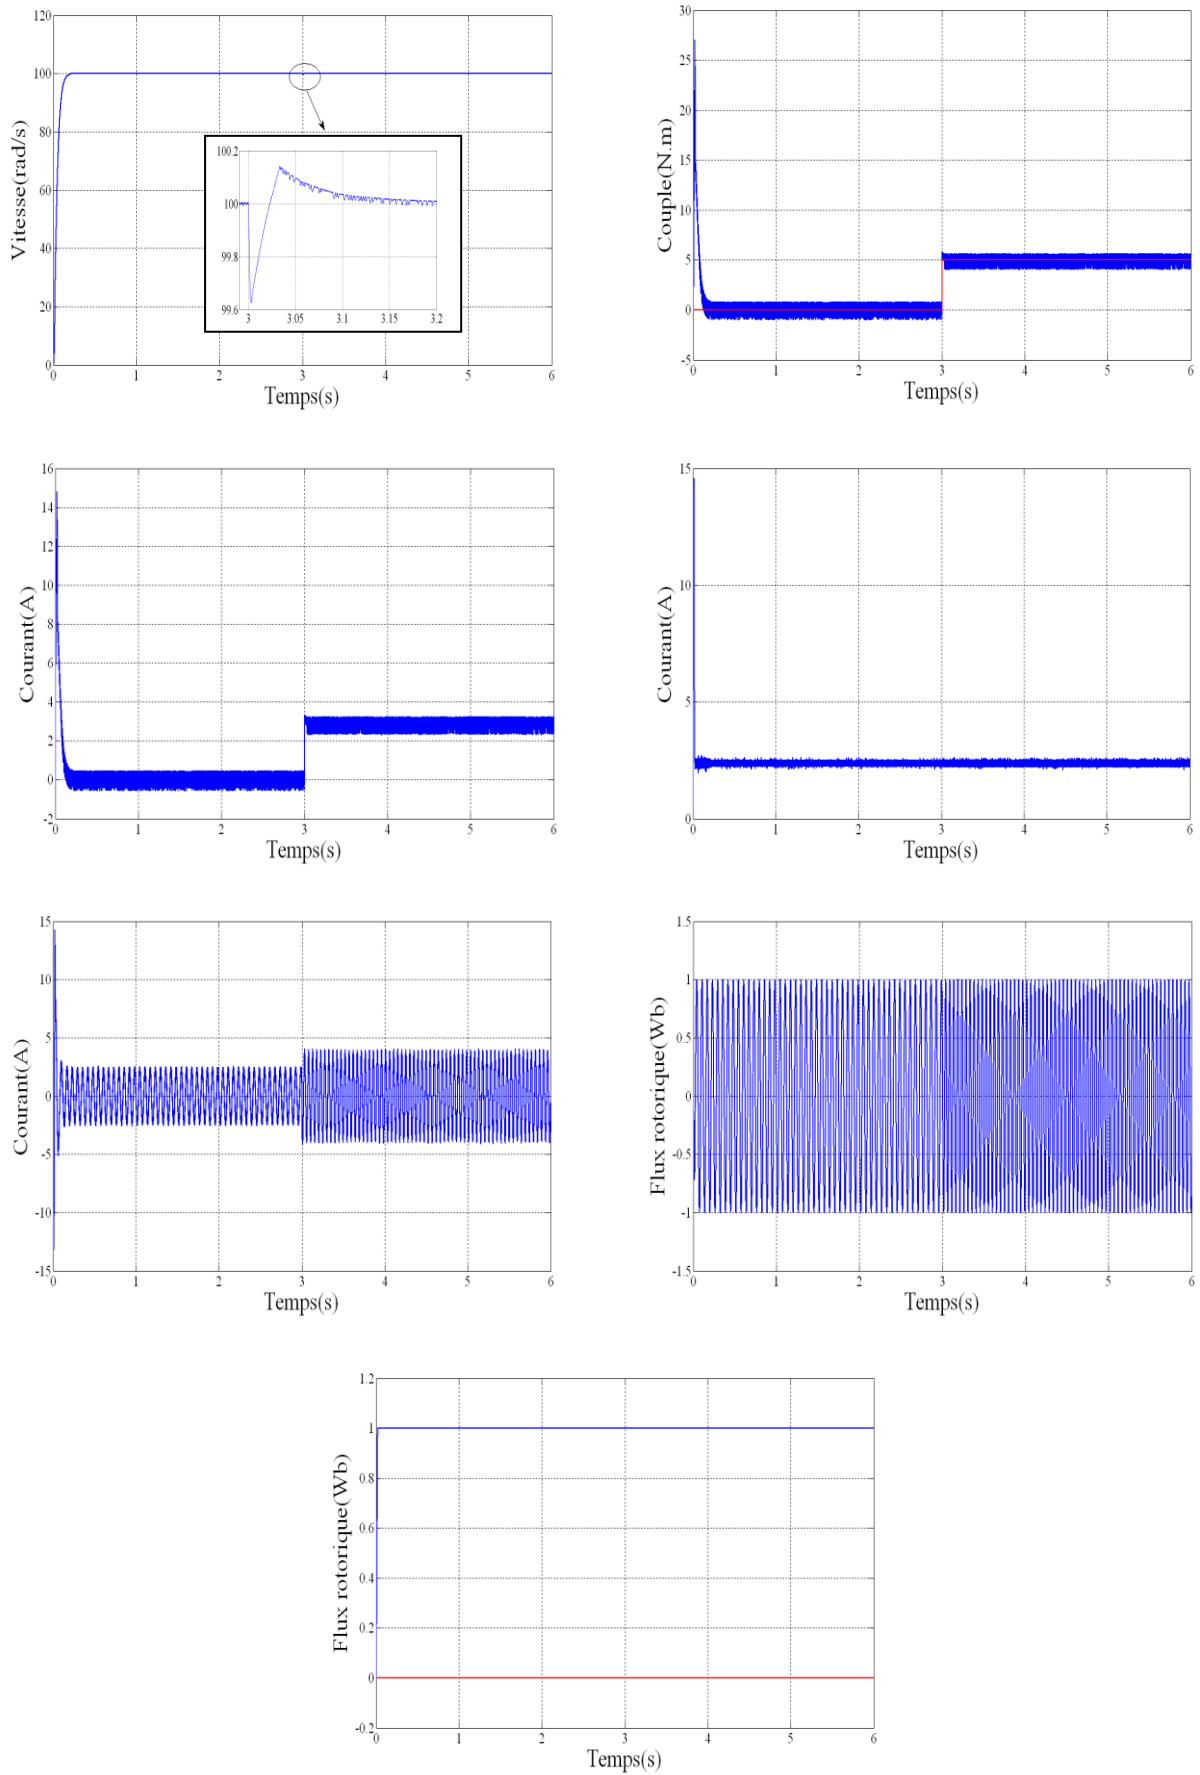 120
100
80
60
40
20
0
Vitesse(rad/s)
100.2
100
99.8
99.6
3 3.05 3.1 3.15 3.2
0 1 2 3 4 5 6
Temps(s)
30
25
20
15
10
5
0
-5
Couple(N.m)
0 1 2 3 4 5 6
Temps(s)
16
14
12
10
8
6
4
2
0
-2
Courant(A)
0 1 2 3 4 5 6
Temps(s)
15
10
5
0
Courant(A)
0 1 2 3 4 5 6
Temps(s)
15
10
5
0
-5
-10
-15
Courant(A)
0 1 2 3 4 5 6
Temps(s)
1.5
1
0.5
0
-0.5
-1
-1.5
Flux rotorique(Wb)
0 1 2 3 4 5 6
Temps(s)
1.2
1
0.8
0.6
0.4
0.2
0
-0.2
Flux rotorique(Wb)
0 1 2 3 4 5 6
Temps(s)